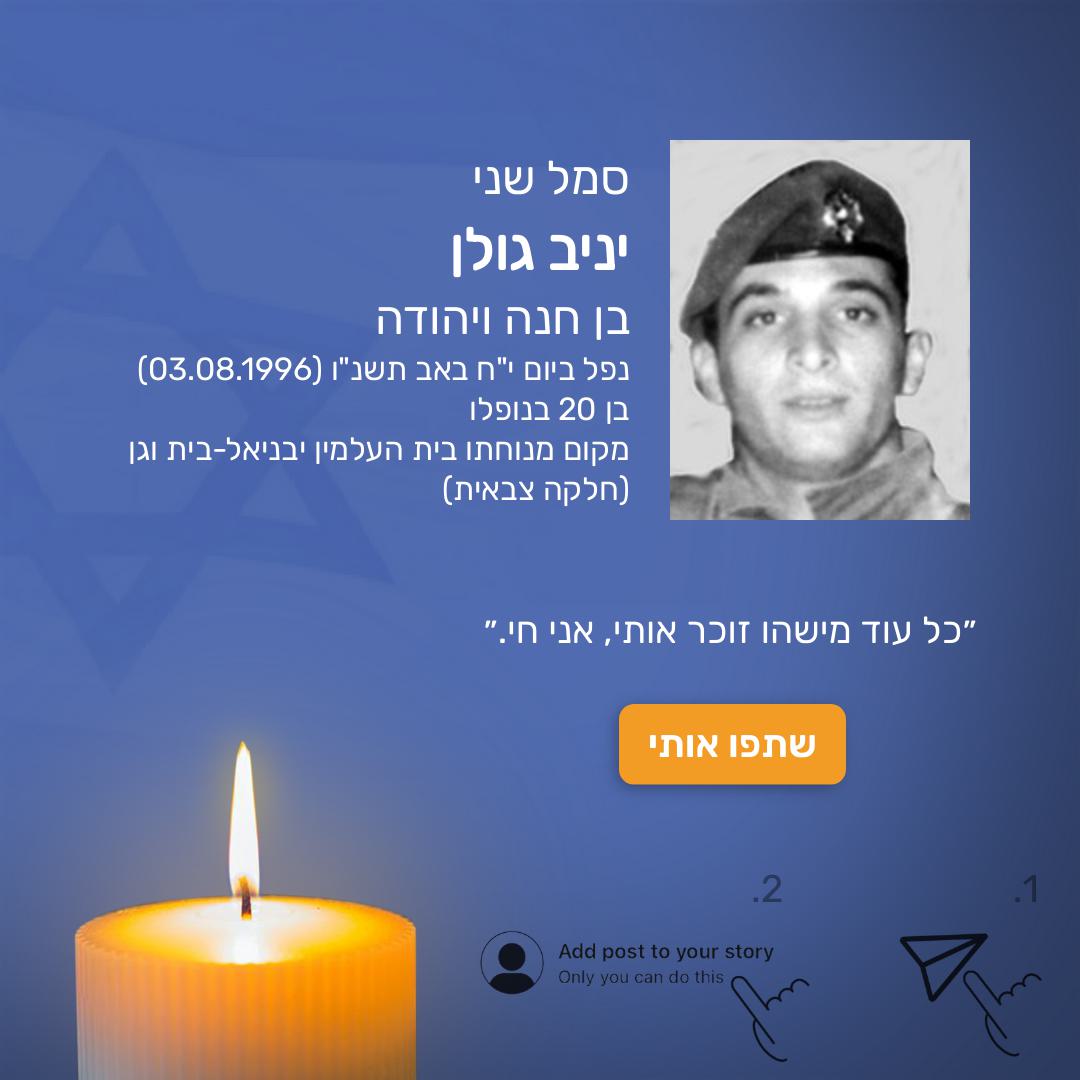 סמל שני
יניב גולן
בן חנה ויהודה
נפל ביום י"ח באב תשנ"ו (03.08.1996)
בן 20 בנופלו
מקום מנוחתו בית העלמין יבניאל-בית וגן
(חלקה צבאית)
״כל עוד מישהו זוכר אותי, אני חי.״
שתפו אותי
.1
.2
Add post to your story
Only you can do this